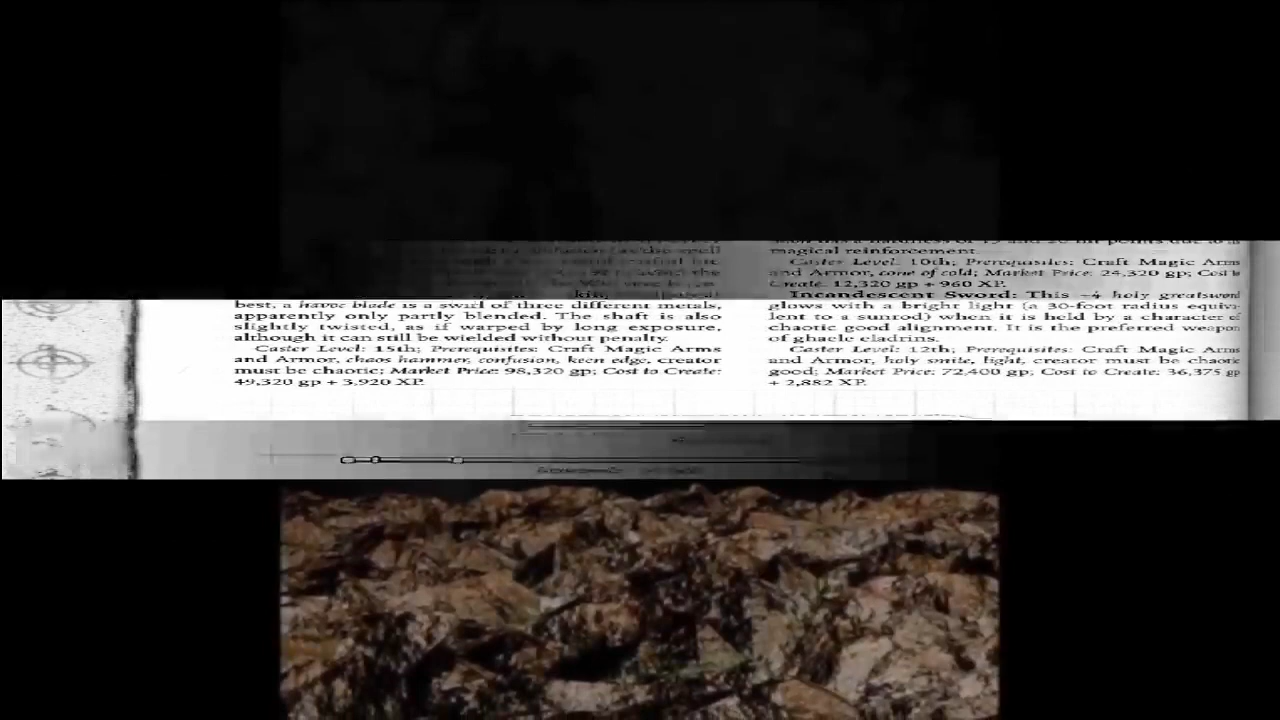 best, a havoc blade is a swirl of three different metals,
apparently only partly blended. The shaft is also
slightly twisted, as if warped by long exposure,
although it can still be wielded without penalty.
Caster Level: 15th; Prerequisites: Craft Magic Arms
and Armor, chaos hammer, confusion, keen edge, creator
must be chaotic; Market Price: 98,320 gp; Cost to Create:
49,320 gp + 3,920 XP.
magical reinforcement.
Caster Level: 10th; Prerequisites: Craft Magic Arms
and Armor, cone of cold; Market Price: 24,320 gp; Cost to
Create: 12,320 gp + 960 XP.
Incandescent Sword: This +4 holy greatsword
glows with a bright light (a 30-foot radius equiva-
lent to a sunrod) when it is held by a character of
chaotic good alignment. It is the preferred weapon
of ghaele eladrins.
Caster Level: 12th; Prerequisites: Craft Magic Arms
and Armor, holy smite, light, creator must be chaotic
good; Market Price: 72,400 gp; Cost to Create: 36,375 gp
+ 2,882 XP.